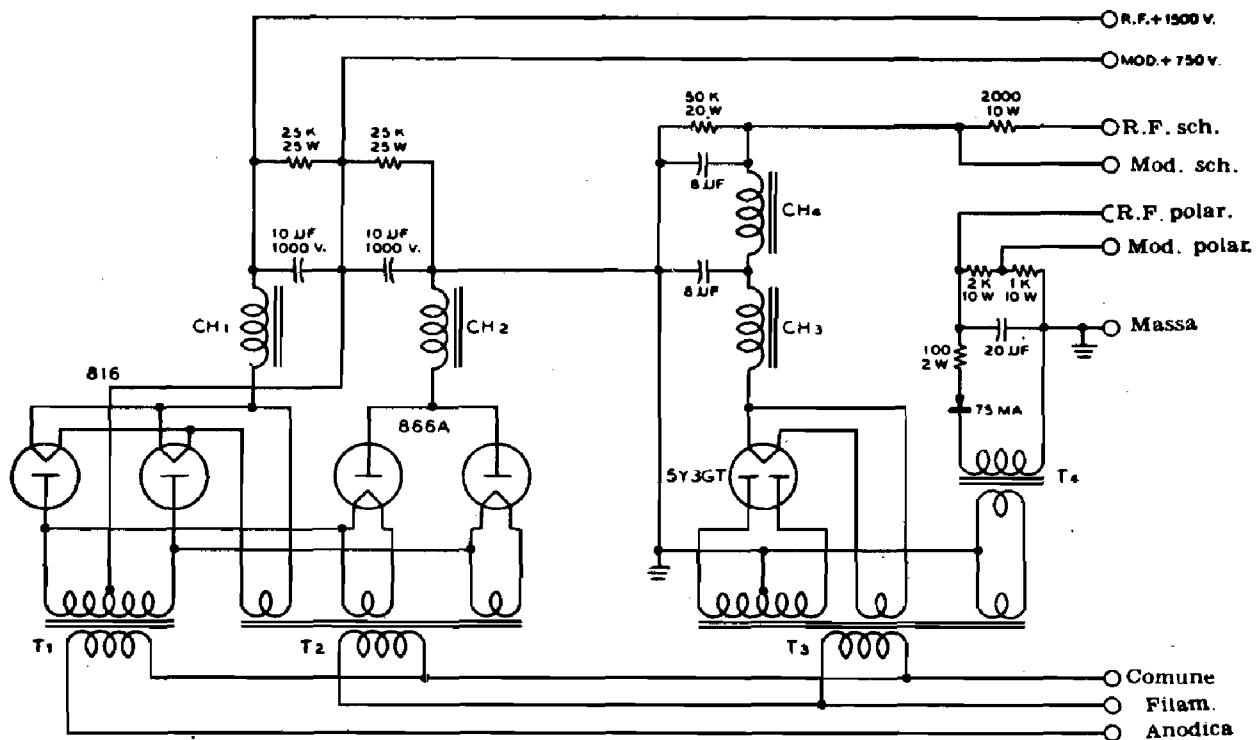 R.F.+1500 V.
MOD.+750 V.
50 K
20 W
2000
10 W
R.F. sch.
25 K
25 W
25 K
25 W
Mod. sch.
8 µF
CH4
R.F. polar.
10 µF
1000 V.
10 µF
1000 V.
Mod. polar.
2 K
10 W
1 K
10 W
8 µF
CH1
CH2
CH3
Massa
100
2 W
20 µF
816
75 MA
866A
5Y3GT
T4
T1
T2
T3
Comune
Filam.
Anodica